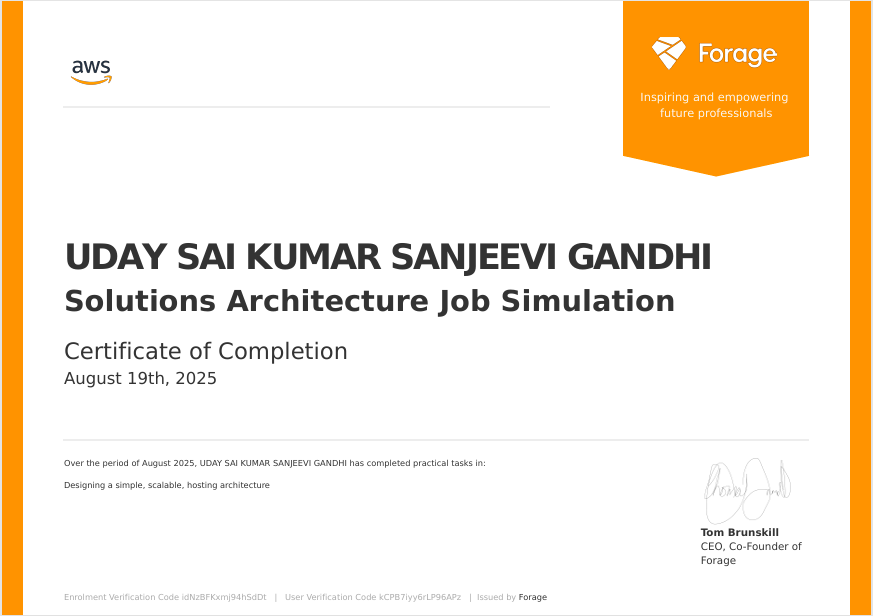 aws
Forage
Inspiring and empowering
future professionals
UDAY SAI KUMAR SANJEEVI GANDHI
Solutions Architecture Job Simulation
Certificate of Completion
August 19th, 2025
Over the period of August 2025, UDAY SAI KUMAR SANJEEVI GANDHI has completed practical tasks in:
Designing a simple, scalable, hosting architecture
Tom Brunskill
CEO, Co-Founder of
Forage
Enrolment Verification Code idNzBFKxmj94hSdDt | User Verification Code kCPB7iyy6rLP96APz | Issued by Forage